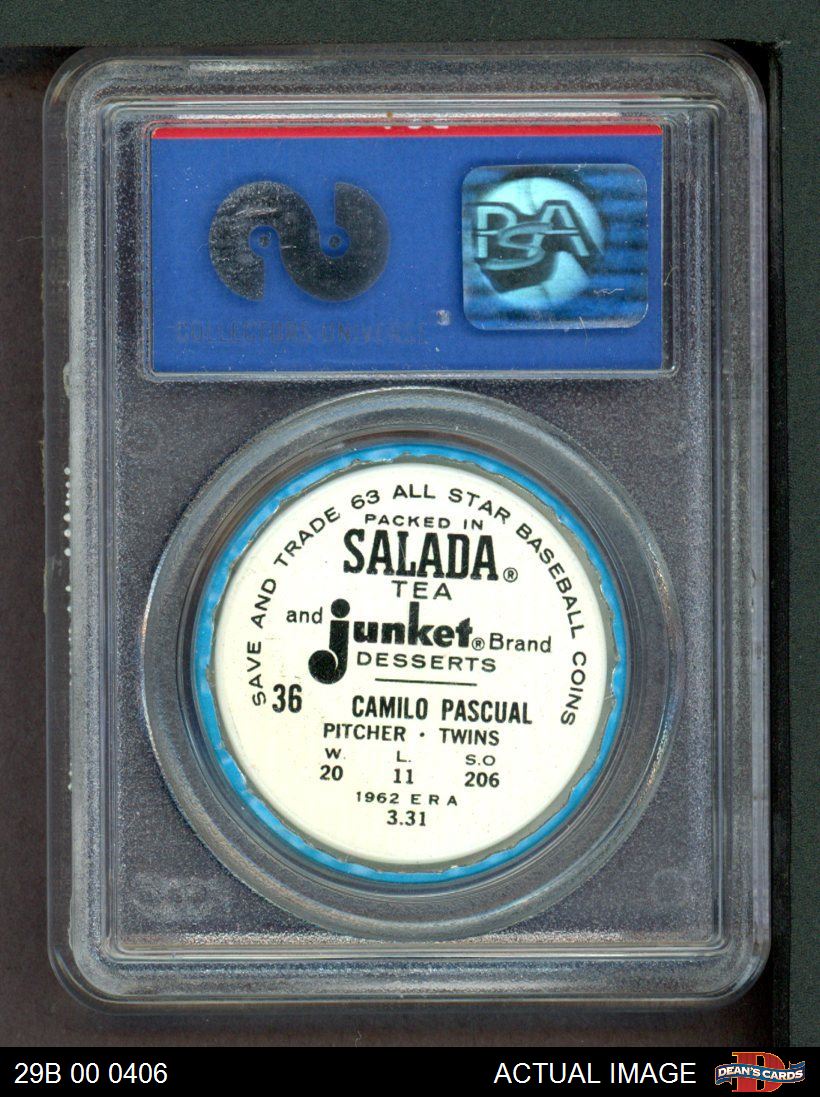 PSA
COLLECTORS UNIVERSE
SAVE AND TRADE 63 ALL STAR BASEBALL COINS
PACKED IN
SALADA®
TEA
and junket® Brand
DESSERTS
36 CAMILO PASCUAL
PITCHER · TWINS
W. L. S.O
20 11 206
1962 ERA
3.31
29B 00 0406
ACTUAL IMAGE
DEAN'S CARDS